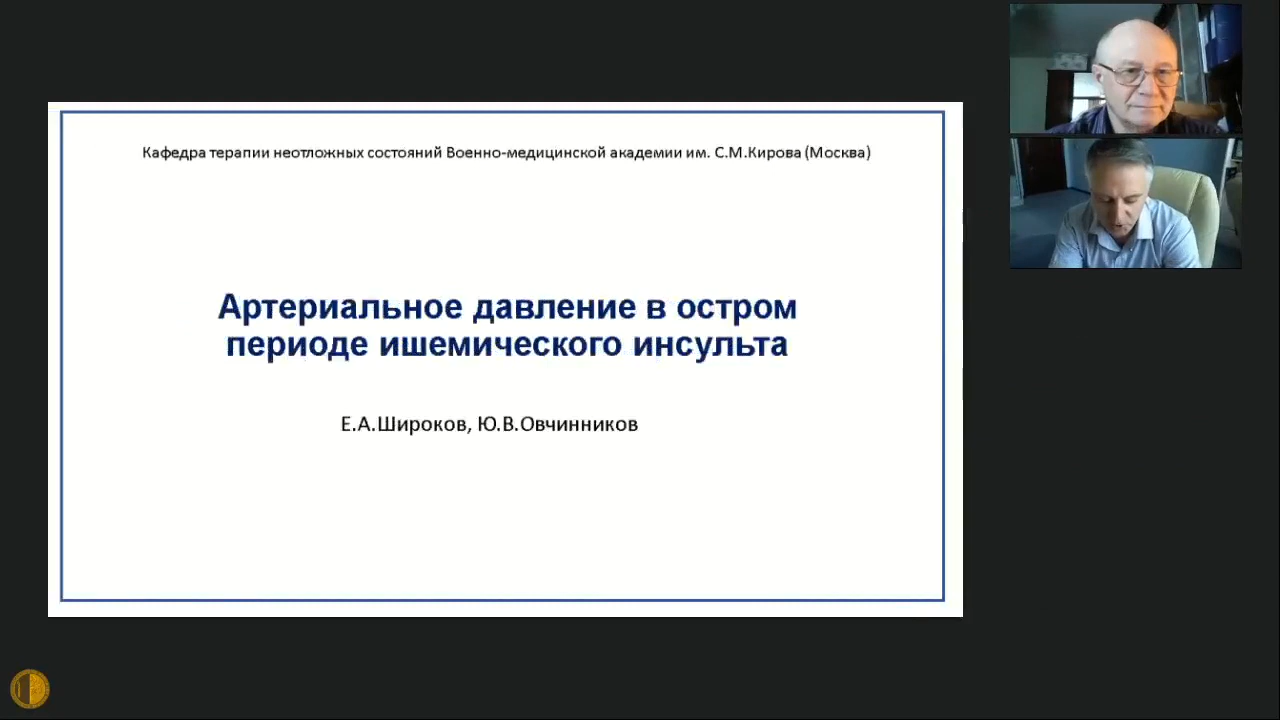 Кафедра терапии неотложных состояний Военно-медицинской академии им. С.М.Кирова (Москва)
Артериальное давление в остром
периоде ишемического инсульта
Е.А.Широков, Ю.В.Овчинников